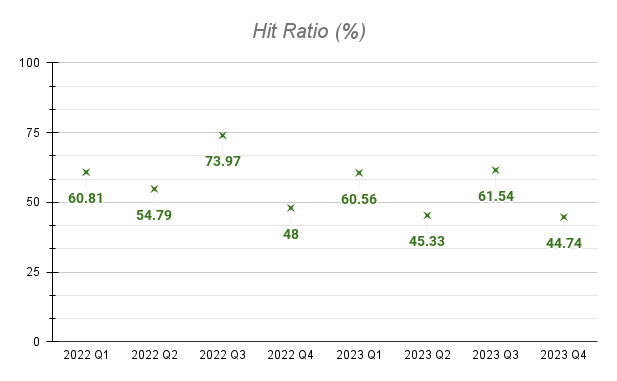 Hit Ratio (%)
100
75
50
25
0
60.81
54.79
73.97
48
60.56
45.33
61.54
44.74
2022 Q1
2022 Q2
2022 Q3
2022 Q4
2023 Q1
2023 Q2
2023 Q3
2023 Q4